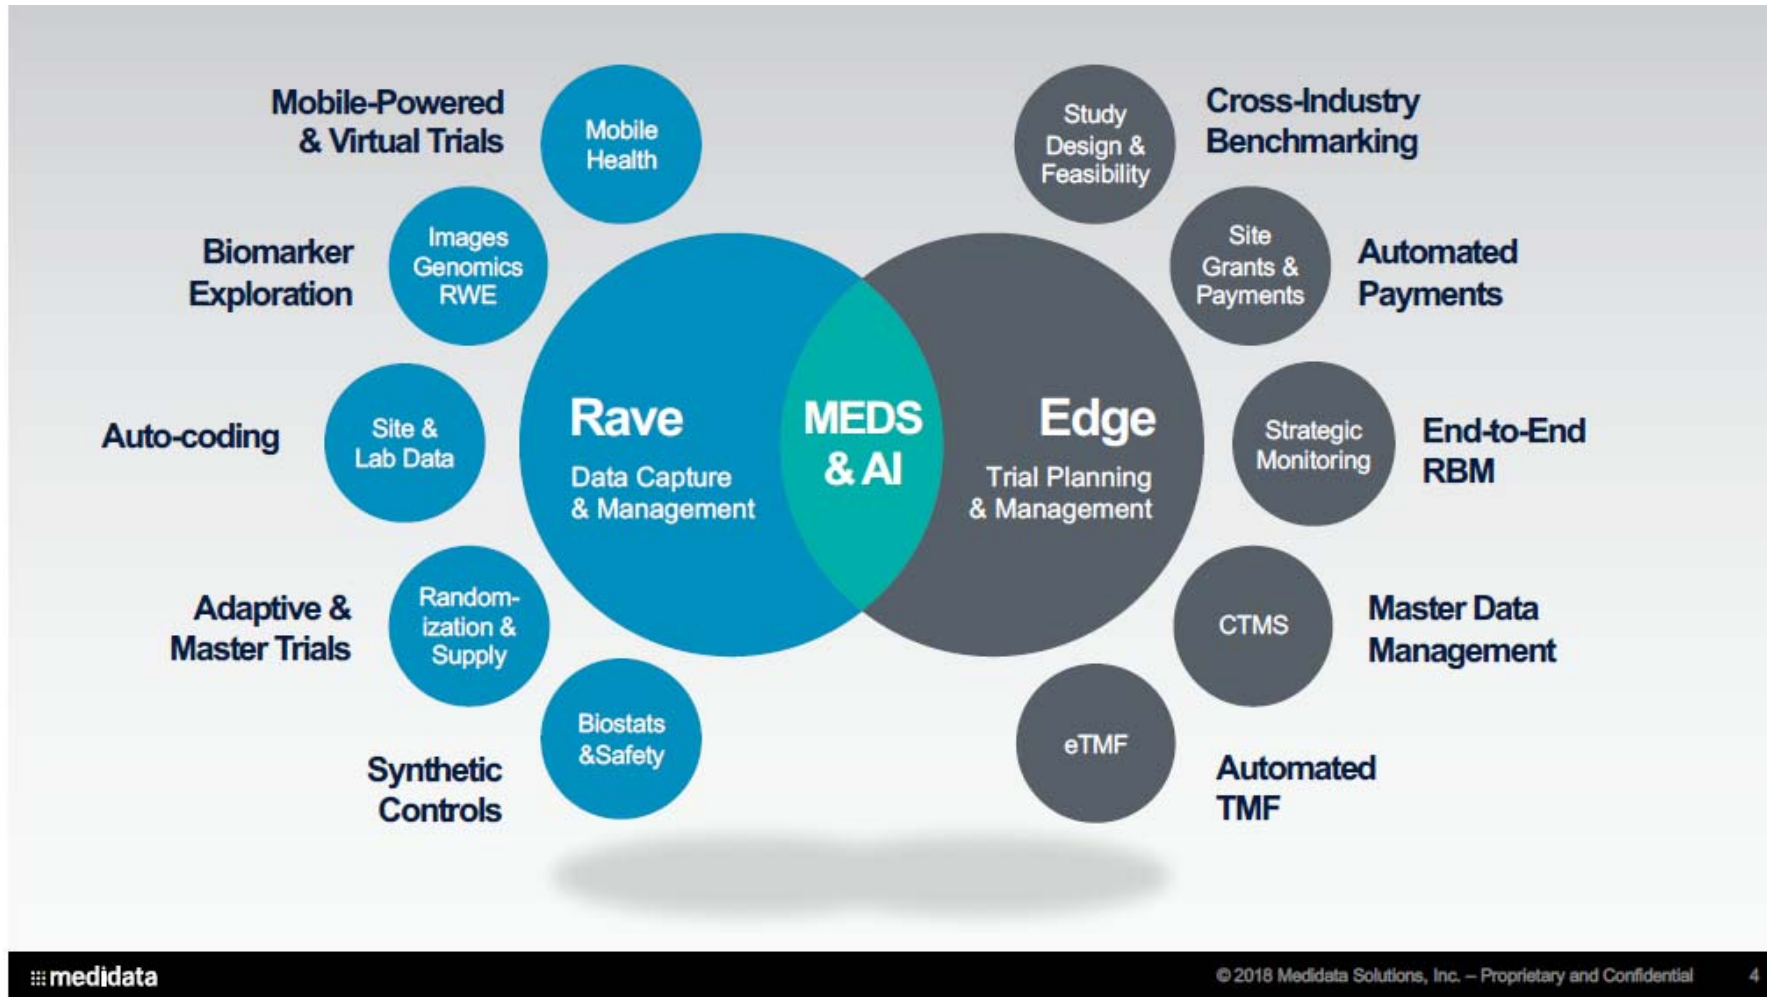 Mobile-Powered
& Virtual Trials
Mobile
Health
Biomarker
Exploration
Images
Genomics
RWE
Auto-coding
Site &
Lab Data
Adaptive &
Master Trials
Random-
ization &
Supply
Synthetic
Controls
Biostats
&Safety
Rave
Data Capture
& Management
MEDS
& AI
Edge
Trial Planning
& Management
Study
Design &
Feasibility
Cross-Industry
Benchmarking
Site
Grants &
Payments
Automated
Payments
Strategic
Monitoring
End-to-End
RBM
CTMS
Master Data
Management
eTMF
Automated
TMF
medidata
© 2018 Medidata Solutions, Inc. – Proprietary and Confidential 4